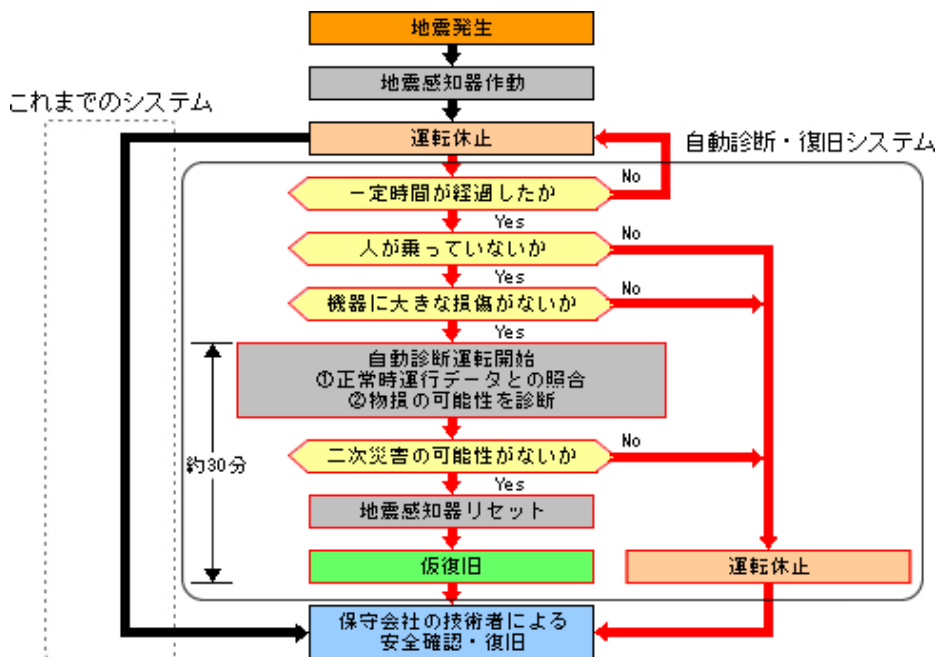 地震発生
地震感知器作動
これまでのシステム
運転休止
自動診断・復旧システム
一定時間が経過したか
No
Yes
人が乗っていないか
No
Yes
機器に大きな損傷がないか
No
Yes
自動診断運転開始
①正常時運行データとの照合
②物損の可能性を診断
二次災害の可能性がないか
No
約30分
Yes
地震感知器リセット
仮復旧
運転休止
保守会社の技術者による
安全確認・復旧